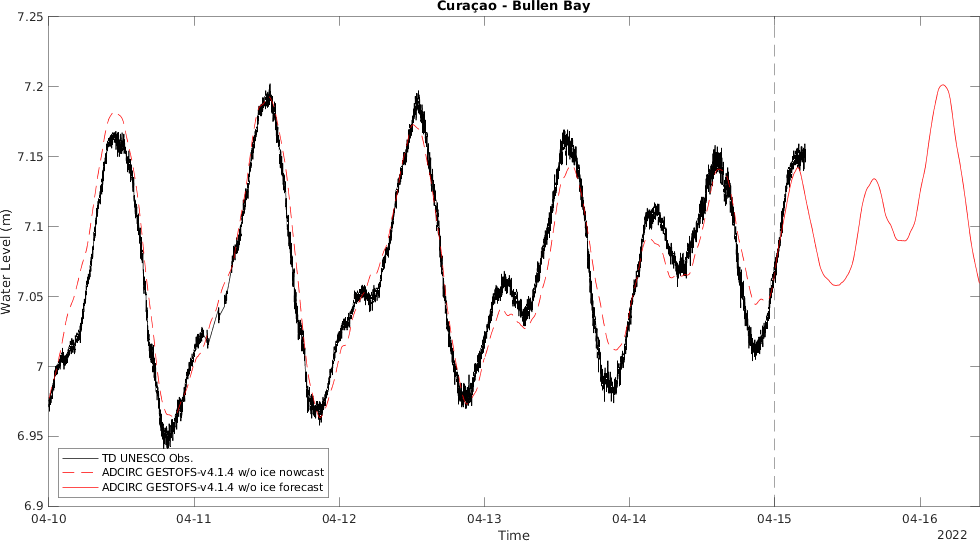 Curaçao - Bullen Bay
7.25
7.2
7.15
7.1
7.05
7
6.95
6.9
Water Level (m)
TD UNESCO Obs.
ADCIRC GESTOFS-v4.1.4 w/o ice nowcast
ADCIRC GESTOFS-v4.1.4 w/o ice forecast
04-10 04-11 04-12 04-13 04-14 04-15 04-16
Time
2022